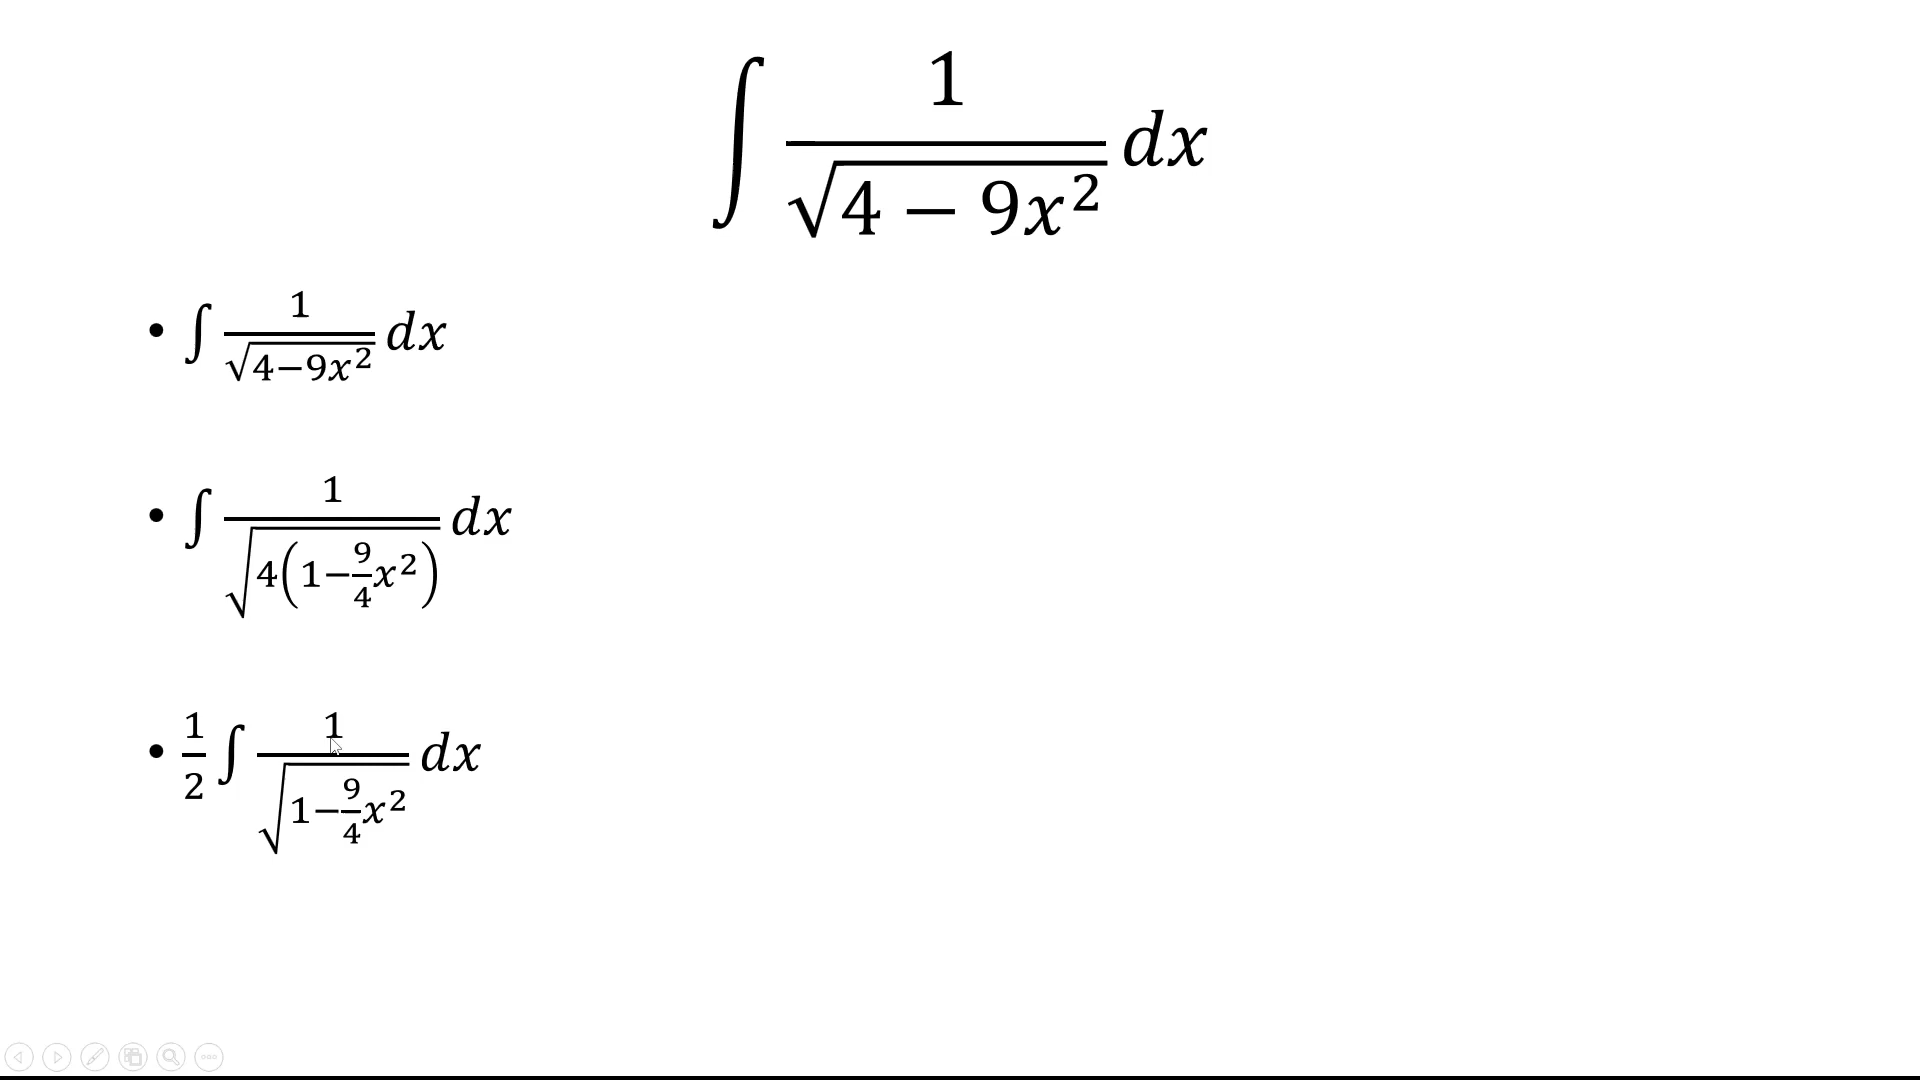 ∫ 1/√(4 − 9x²) dx
• ∫ 1/√(4−9x²) dx
• ∫ 1/√(4(1−9/4 x²)) dx
• 1/2 ∫ 1/√(1−9/4 x²) dx